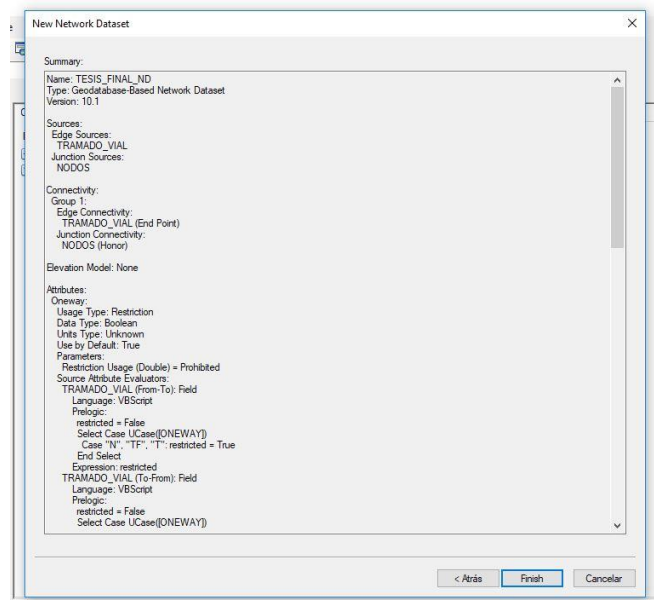 New Network Dataset
Summary:
Name: TESIS_FINAL_ND
Type: Geodatabase-Based Network Dataset
Version: 10.1
Sources:
Edge Sources:
TRAMADO_VIAL
Junction Sources:
NODOS
Connectivity:
Group 1:
Edge Connectivity:
TRAMADO_VIAL (End Point)
Junction Connectivity:
NODOS (Honor)
Elevation Model: None
Attributes:
Oneway:
Usage Type: Restriction
Data Type: Boolean
Units Type: Unknown
Use by Default: True
Parameters:
Restriction Usage (Double) = Prohibited
Source Attribute Evaluators:
TRAMADO_VIAL (From-To): Field
Language: VBScript
Prelogic:
restricted = False
Select Case UCase([ONEWAY])
Case "N", "TF", "T": restricted = True
End Select
Expression: restricted
TRAMADO_VIAL (To-From): Field
Language: VBScript
Prelogic:
restricted = False
Select Case UCase([ONEWAY])
< Atrás Finish Cancelar